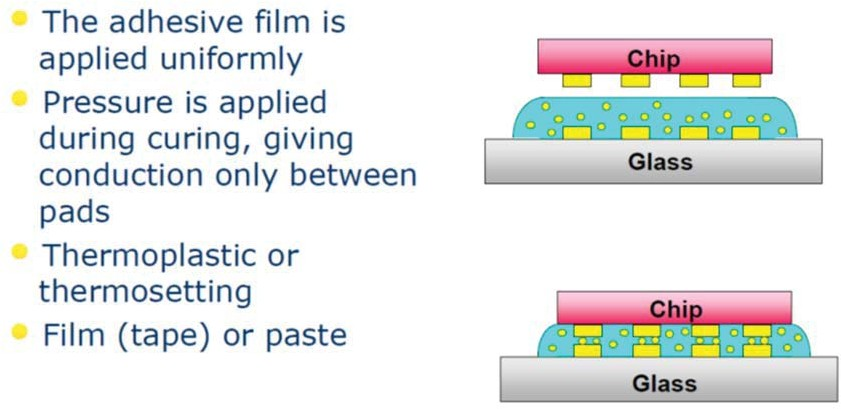 The adhesive film is
applied uniformly
Pressure is applied
during curing, giving
conduction only between
pads
Thermoplastic or
thermosetting
Film (tape) or paste
Chip
Glass
Chip
Glass